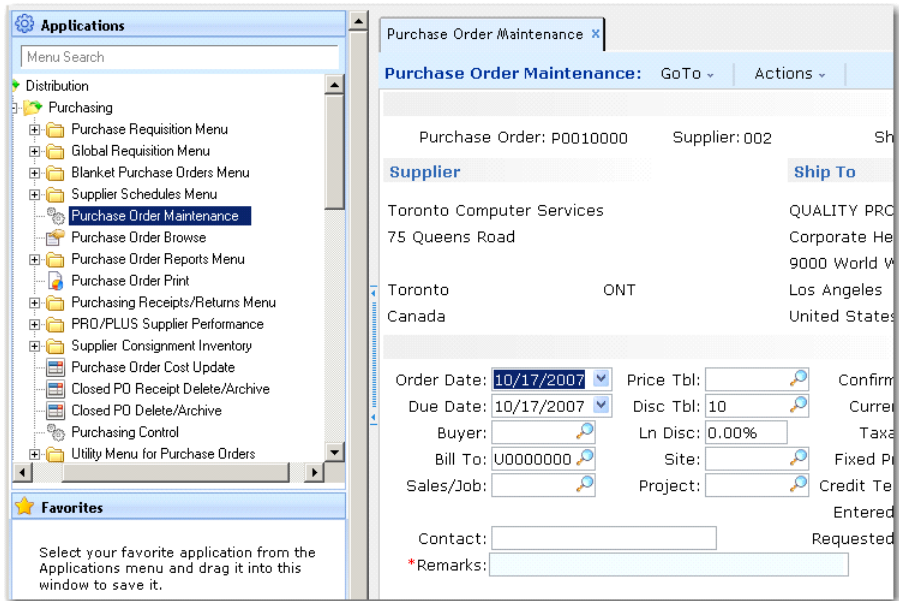 Applications
Menu Search
Distribution
Purchasing
Purchase Requisition Menu
Global Requisition Menu
Blanket Purchase Orders Menu
Supplier Schedules Menu
Purchase Order Maintenance
Purchase Order Browse
Purchase Order Reports Menu
Purchase Order Print
Purchasing Receipts/Returns Menu
PRO/PLUS Supplier Performance
Supplier Consignment Inventory
Purchase Order Cost Update
Closed PO Receipt Delete/Archive
Closed PO Delete/Archive
Purchasing Control
Utility Menu for Purchase Orders
Favorites
Select your favorite application from the
Applications menu and drag it into this
window to save it.
Purchase Order Maintenance x
Purchase Order Maintenance: GoTo Actions
Purchase Order: P0010000 Supplier: 002 Sh
Supplier Ship To
Toronto Computer Services QUALITY PRO
75 Queens Road Corporate He
9000 World W
Toronto ONT Los Angeles
Canada United States
Order Date: 10/17/2007 Price Tbl: Confirm
Due Date: 10/17/2007 Disc Tbl: 10 Curre
Buyer: Ln Disc: 0.00% Taxa
Bill To: U0000000 Site: Fixed Pr
Sales/Job: Project: Credit Te
Entered
Contact: Requested
*Remarks: